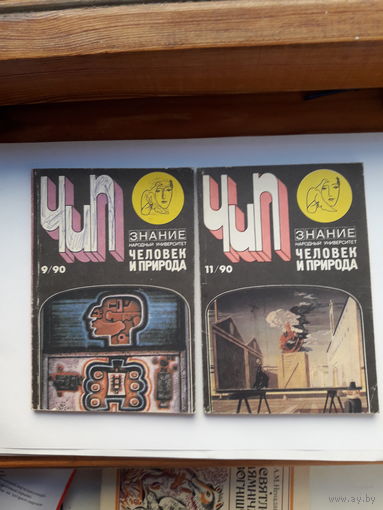 ЧиП
ЗНАНИЕ
НАРОДНЫЙ УНИВЕРСИТЕТ
ЧЕЛОВЕК
И ПРИРОДА
9/90
ЧиП
ЗНАНИЕ
НАРОДНЫЙ УНИВЕРСИТЕТ
ЧЕЛОВЕК
И ПРИРОДА
11/90
www.ay.by